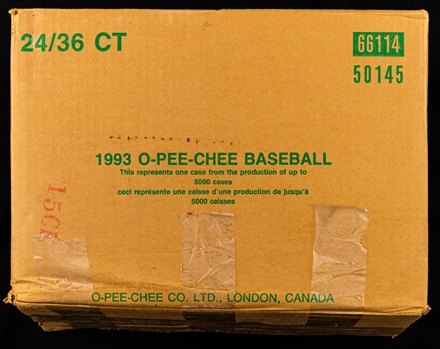 24/36 CT
66114
50145
1993 O-PEE-CHEE BASEBALL
This represents one case from the production of up to
5000 cases
ceci représente une caisse d'une production de jusqu'à
5000 caisses
O-PEE-CHEE CO. LTD., LONDON, CANADA